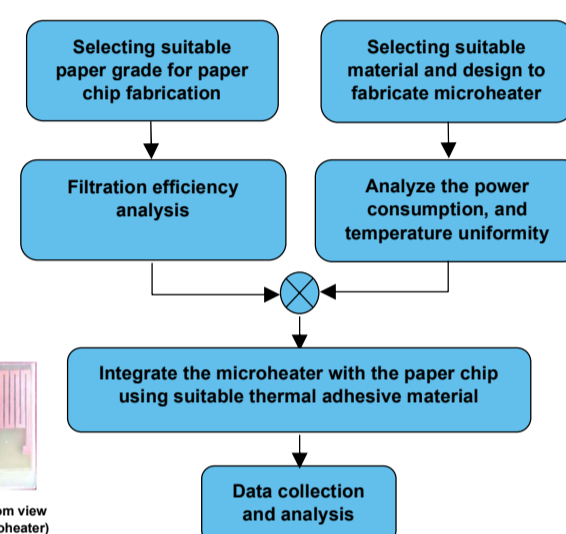 Selecting suitable
paper grade for paper
chip fabrication
Selecting suitable
material and design to
fabricate microheater
Filtration efficiency
analysis
Analyze the power
consumption, and
temperature uniformity
Integrate the microheater with the paper chip
using suitable thermal adhesive material
Data collection
and analysis
view